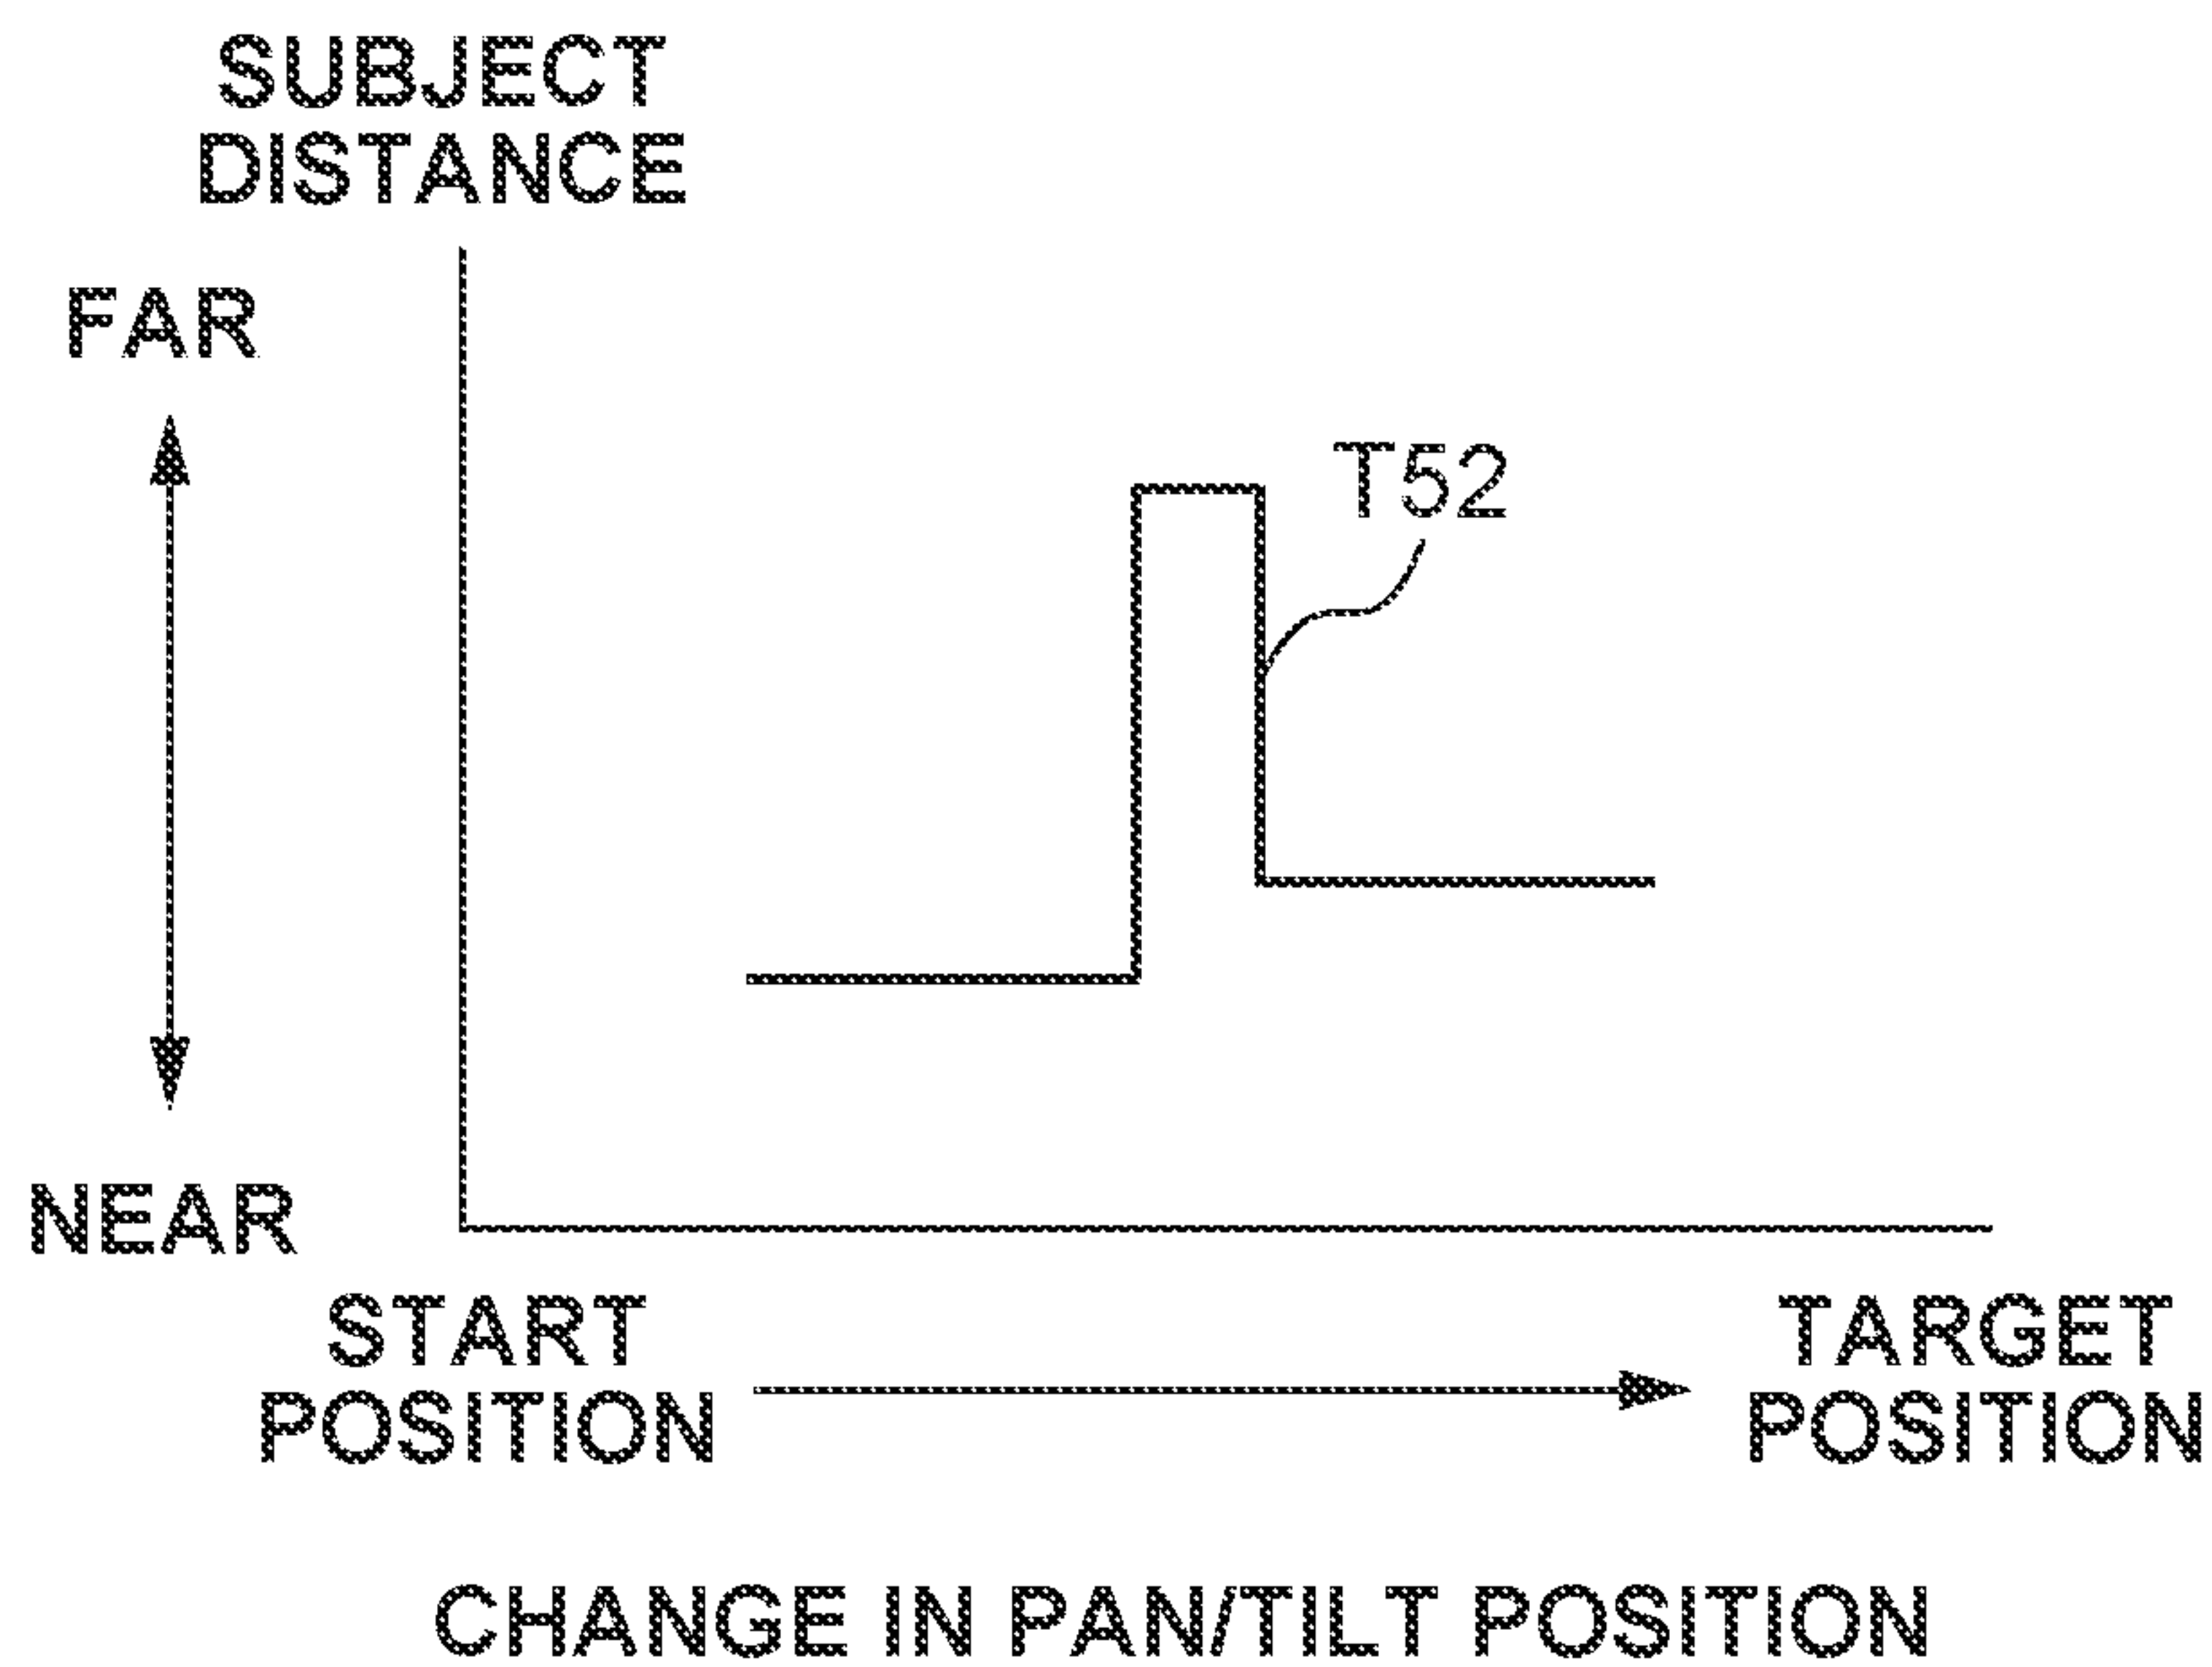 SUBJECT
DISTANCE
FAR
T52
NEAR
START
POSITION
TARGET
POSITION
CHANGE IN PAN/TILT POSITION